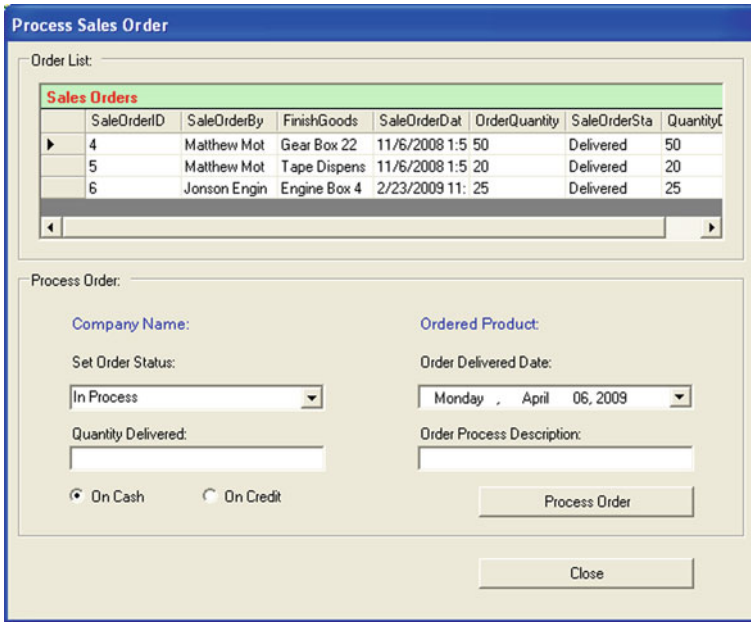 Process Sales Order
Order List:
Sales Orders
SaleOrderID SaleOrderBy FinishGoods SaleOrderDat OrderQuantity SaleOrderSta QuantityD
4 Matthew Mot Gear Box 22 11/6/2008 1:5 50 Delivered 50
5 Matthew Mot Tape Dispens 11/6/2008 1:5 20 Delivered 20
6 Jonson Engin Engine Box 4 2/23/2009 11: 25 Delivered 25
Process Order:
Company Name: Ordered Product:
Set Order Status: Order Delivered Date:
In Process Monday , April 06, 2009
Quantity Delivered: Order Process Description:
On Cash On Credit Process Order
Close